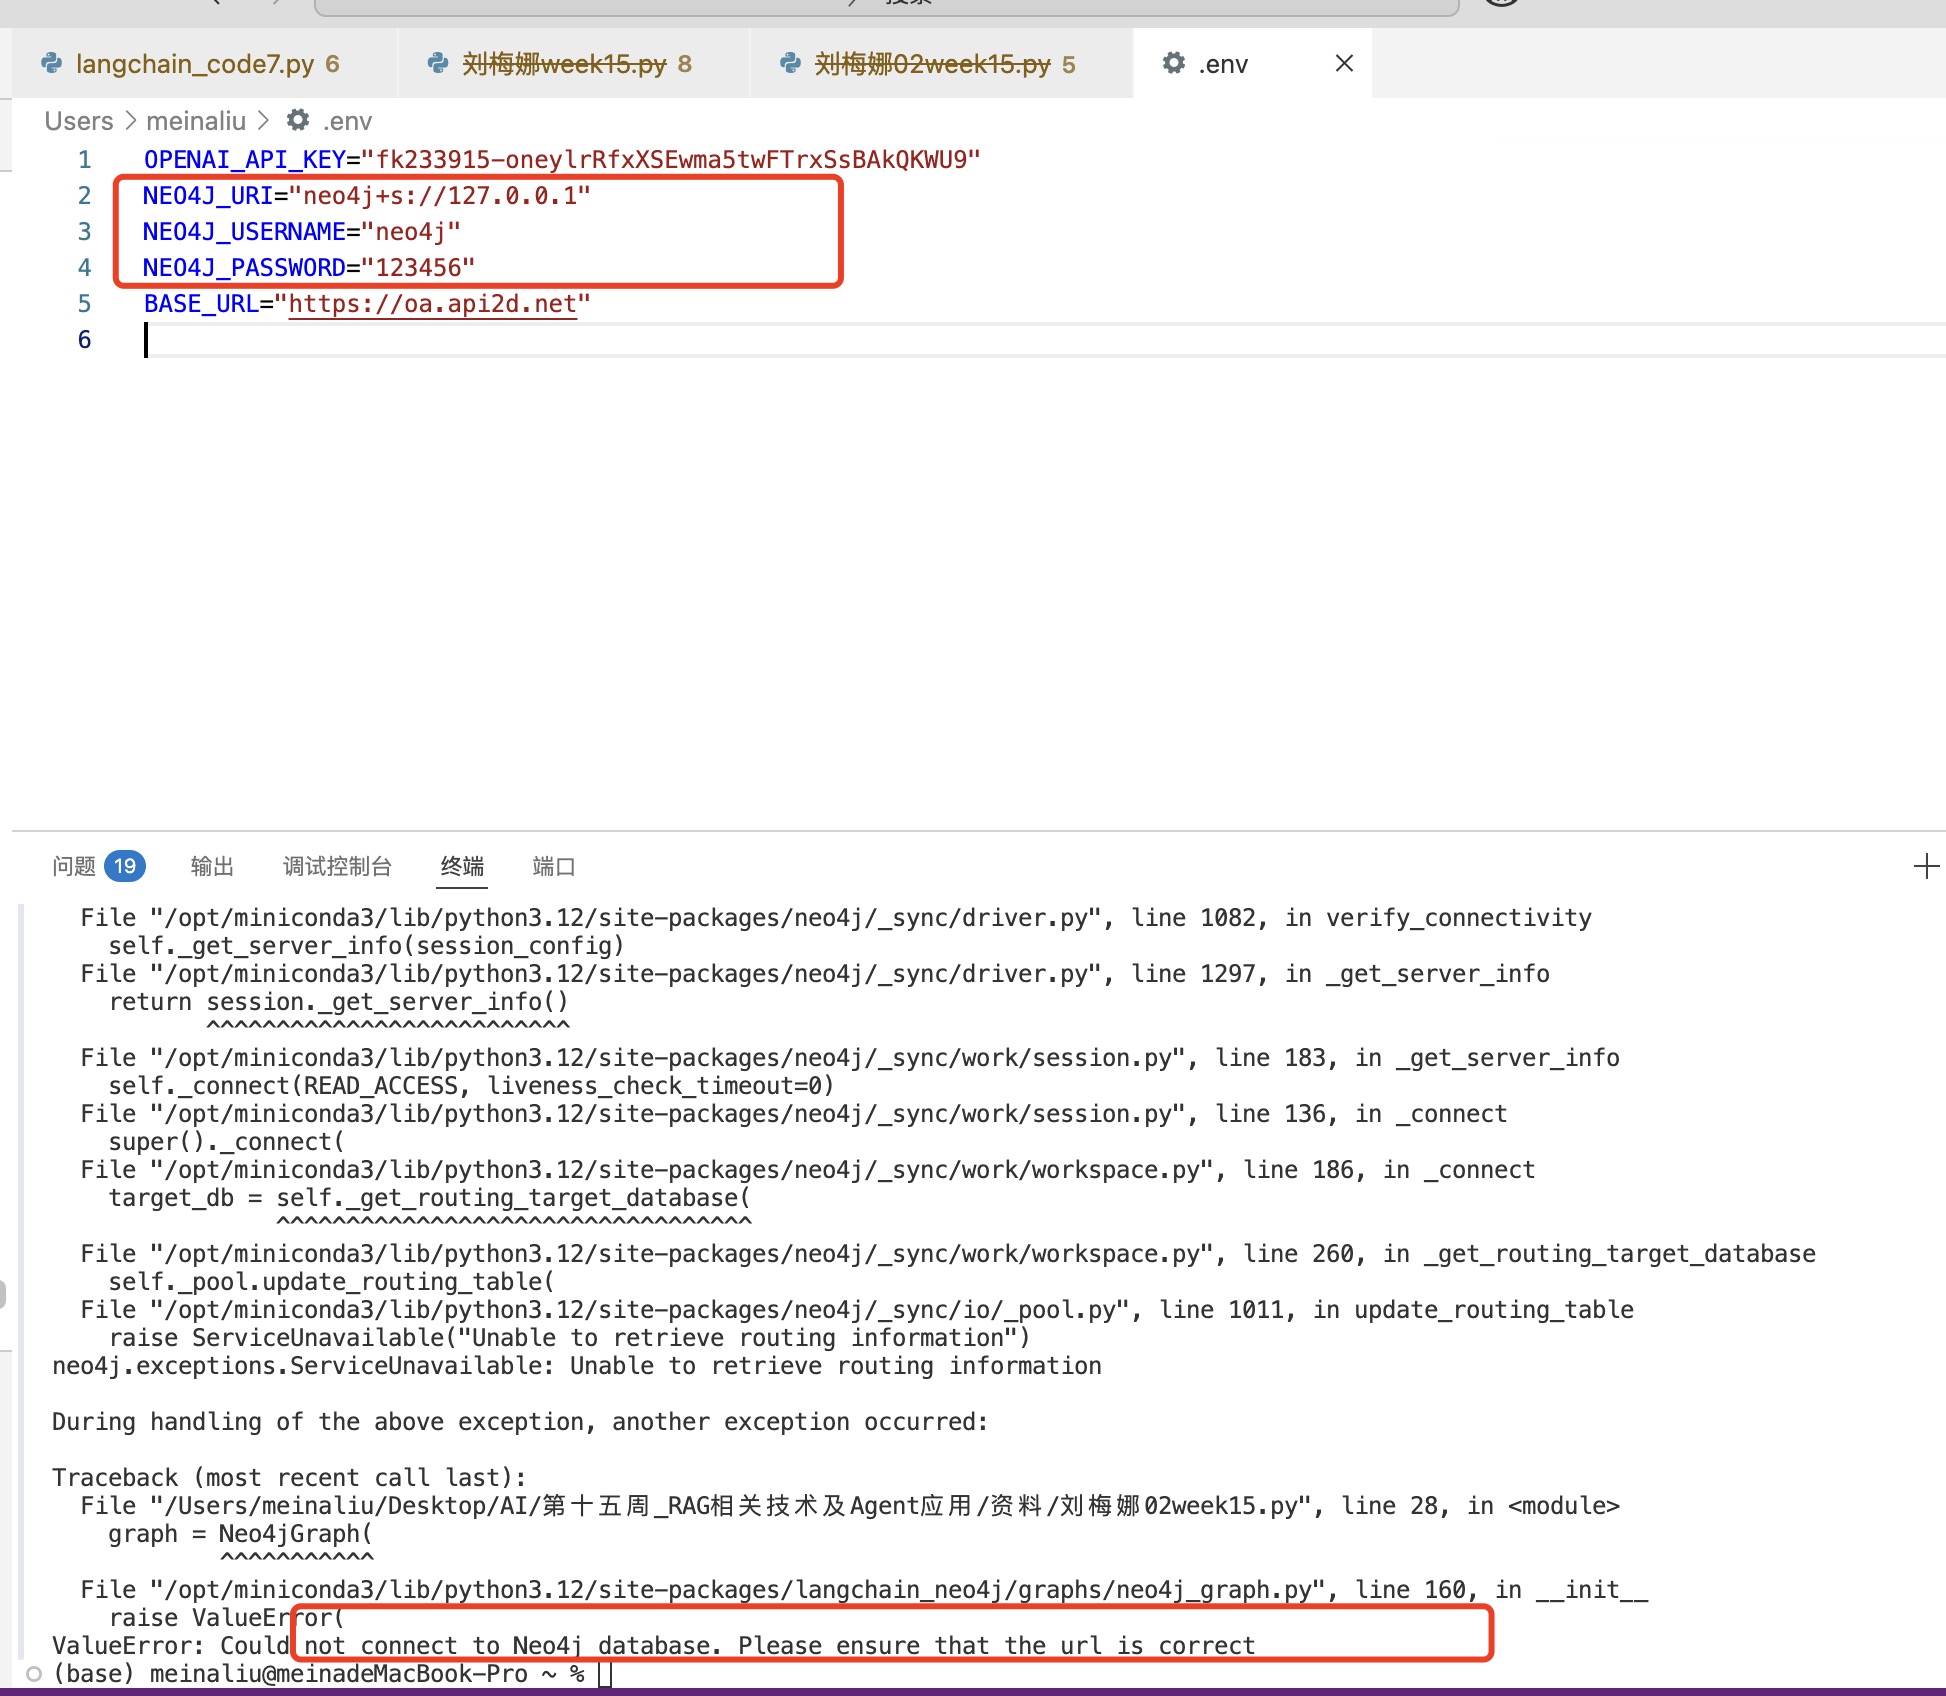 搜索
langchain_code7.py 6
刘梅娜week15.py 8
刘梅娜02week15.py 5
.env
Users > meinaliu > .env
1 OPENAI_API_KEY="fk233915-oneylrRfxXSEwma5twFTrxSsBAkQKWU9"
2 NEO4J_URI="neo4j+s://127.0.0.1"
3 NEO4J_USERNAME="neo4j"
4 NEO4J_PASSWORD="123456"
5 BASE_URL="https://oa.api2d.net"
6
问题 19 输出 调试控制台 终端 端口
File "/opt/miniconda3/lib/python3.12/site-packages/neo4j/_sync/driver.py", line 1082, in verify_connectivity
self._get_server_info(session_config)
File "/opt/miniconda3/lib/python3.12/site-packages/neo4j/_sync/driver.py", line 1297, in _get_server_info
return session._get_server_info()
^^^^^^^^^^^^^^^^^^^^^^^^^^
File "/opt/miniconda3/lib/python3.12/site-packages/neo4j/_sync/work/session.py", line 183, in _get_server_info
self._connect(READ_ACCESS, liveness_check_timeout=0)
File "/opt/miniconda3/lib/python3.12/site-packages/neo4j/_sync/work/session.py", line 136, in _connect
super()._connect(
File "/opt/miniconda3/lib/python3.12/site-packages/neo4j/_sync/work/workspace.py", line 186, in _connect
target_db = self._get_routing_target_database(
^^^^^^^^^^^^^^^^^^^^^^^^^^^^^^^^^^
File "/opt/miniconda3/lib/python3.12/site-packages/neo4j/_sync/work/workspace.py", line 260, in _get_routing_target_database
self._pool.update_routing_table(
File "/opt/miniconda3/lib/python3.12/site-packages/neo4j/_sync/io/_pool.py", line 1011, in update_routing_table
raise ServiceUnavailable("Unable to retrieve routing information")
neo4j.exceptions.ServiceUnavailable: Unable to retrieve routing information
During handling of the above exception, another exception occurred:
Traceback (most recent call last):
File "/Users/meinaliu/Desktop/AI/第十五周_RAG相关技术及Agent应用/资料/刘梅娜02week15.py", line 28, in <module>
graph = Neo4jGraph(
^^^^^^^^^^^
File "/opt/miniconda3/lib/python3.12/site-packages/langchain_neo4j/graphs/neo4j_graph.py", line 160, in __init__
raise ValueError(
ValueError: Could not connect to Neo4j database. Please ensure that the url is correct
(base) meinaliu@meinadeMacBook-Pro ~ %